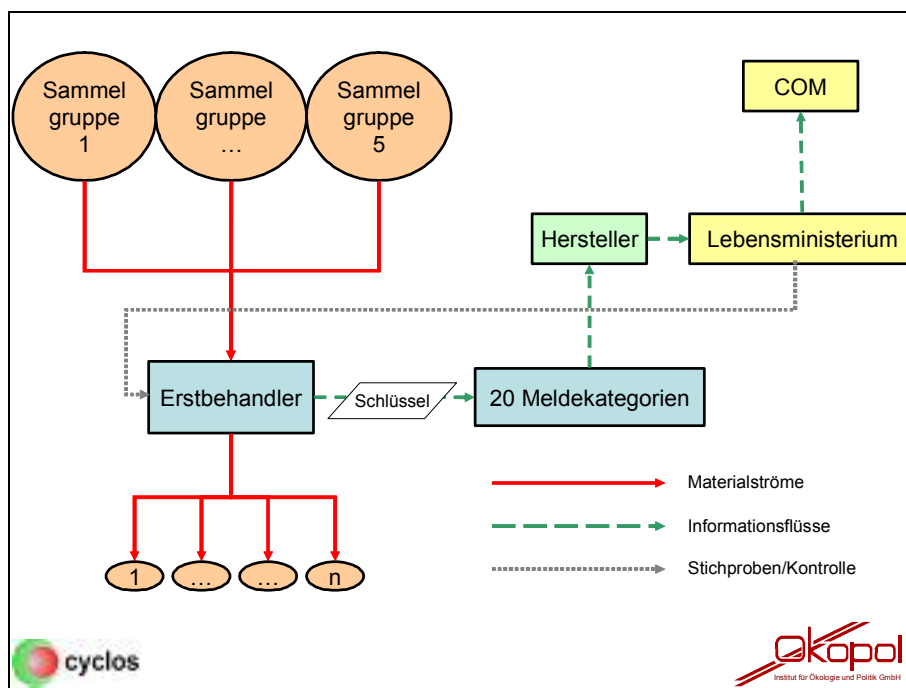 Sammel
gruppe
1
Sammel
gruppe
…
Sammel
gruppe
5
COM
Hersteller
Lebensministerium
Erstbehandler
Schlüssel
20 Meldekategorien
Materialströme
Informationsflüsse
Stichproben/Kontrolle
1
…
…
n
cyclos
Ökopol
Institut für Ökologie und Politik GmbH